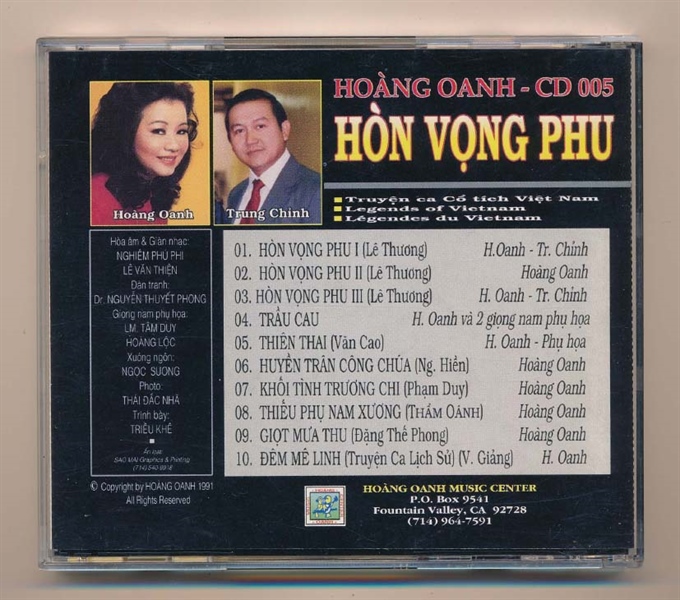 HOÀNG OANH - CD 005
HÒN VỌNG PHU
Truyện ca Cổ tích Việt Nam
Legends of Vietnam
Légendes du Vietnam
Hoàng Oanh
Trung Chỉnh
Hòa âm & Giàn nhạc:
NGHIÊM PHÚ PHI
LÊ VĂN THIỆN
Đàn tranh:
Dr. NGUYỄN THUYẾT PHONG
Giọng nam phụ họa:
LM. TÂM DUY
HOÀNG LỘC
Xướng ngôn:
NGỌC SƯƠNG
Photo:
THÁI ĐẮC NHÃ
Trình bày:
TRIỀU KHÊ
Ấn loát:
SAO MAI Graphics & Printing
© Copyright by HOÀNG OANH 1991
All Rights Reserved
01. HÒN VỌNG PHU I (Lê Thương) H.Oanh - Tr. Chỉnh
02. HÒN VỌNG PHU II (Lê Thương) Hoàng Oanh
03. HÒN VỌNG PHU III (Lê Thương) H. Oanh - Tr. Chỉnh
04. TRẦU CAU H. Oanh và 2 giọng nam phụ họa
05. THIÊN THAI (Văn Cao) H. Oanh - Phụ họa
06. HUYỀN TRÂN CÔNG CHÚA (Ng. Hiền) Hoàng Oanh
07. KHỐI TÌNH TRƯƠNG CHI (Phạm Duy) Hoàng Oanh
08. THIẾU PHỤ NAM XƯƠNG (THẨM OÁNH) Hoàng Oanh
09. GIỌT MƯA THU (Đặng Thế Phong) Hoàng Oanh
10. ĐÊM MÊ LINH (Truyện Ca Lịch Sử) (V. Giảng) H. Oanh
HOÀNG OANH MUSIC CENTER
P.O. Box 9541
Fountain Valley, CA 92728
(714) 964-7591